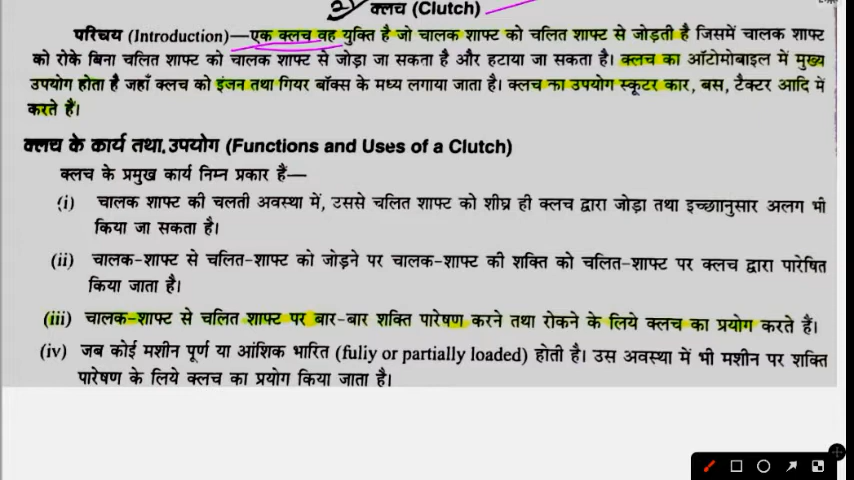 2) क्लच (Clutch)
परिचय (Introduction)—एक क्लच वह युक्ति है जो चालक शाफ्ट को चलित शाफ्ट से जोड़ती है जिसमें चालक शाफ्ट
को रोके बिना चलित शाफ्ट को चालक शाफ्ट से जोड़ा जा सकता है और हटाया जा सकता है। क्लच का ऑटोमोबाइल में मुख्य
उपयोग होता है जहाँ क्लच को इंजन तथा गियर बॉक्स के मध्य लगाया जाता है। क्लच का उपयोग स्कूटर कार, बस, टैक्टर आदि में
करते हैं।
क्लच के कार्य तथा उपयोग (Functions and Uses of a Clutch)
क्लच के प्रमुख कार्य निम्न प्रकार हैं—
(i) चालक शाफ्ट की चलती अवस्था में, उससे चलित शाफ्ट को शीघ्र ही क्लच द्वारा जोड़ा तथा इच्छाानुसार अलग भी
किया जा सकता है।
(ii) चालक-शाफ्ट से चलित-शाफ्ट को जोड़ने पर चालक-शाफ्ट की शक्ति को चलित-शाफ्ट पर क्लच द्वारा पारेषित
किया जाता है।
(iii) चालक-शाफ्ट से चलित शाफ्ट पर बार-बार शक्ति पारेषण करने तथा रोकने के लिये क्लच का प्रयोग करते हैं।
(iv) जब कोई मशीन पूर्ण या आंशिक भारित (fuliy or partially loaded) होती है। उस अवस्था में भी मशीन पर शक्ति
पारेषण के लिये क्लच का प्रयोग किया जाता है।